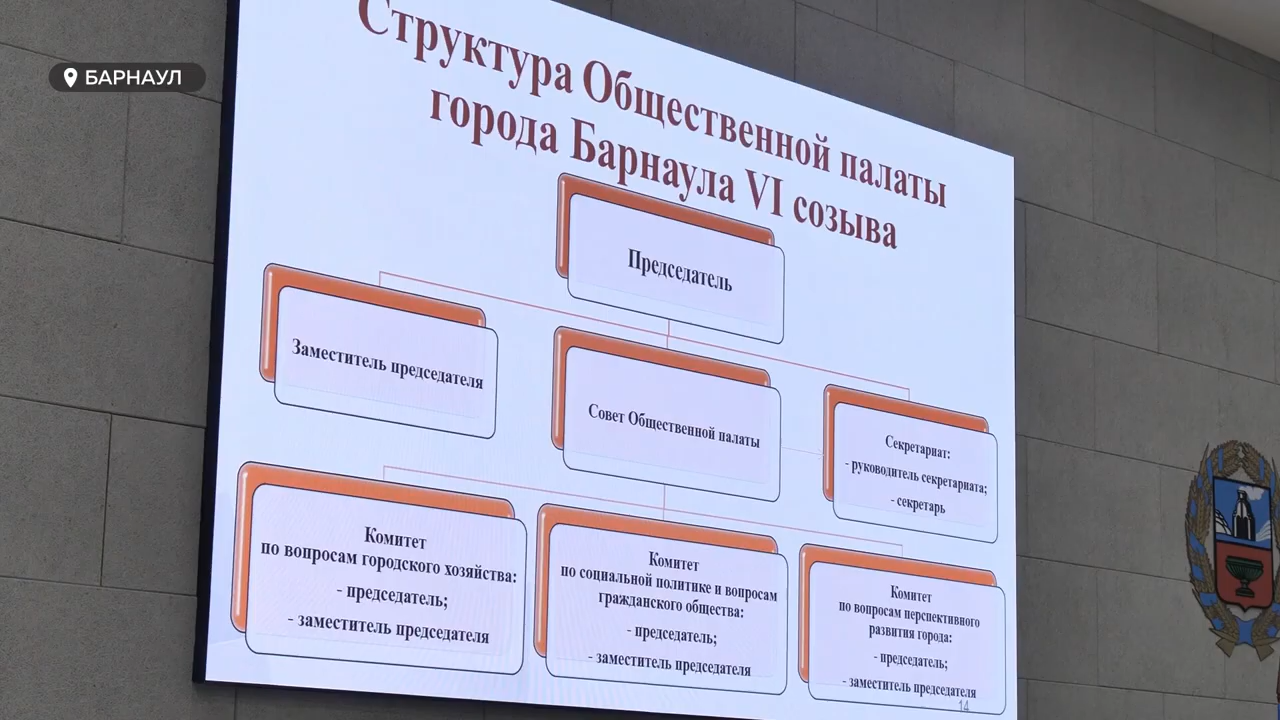 БАРНАУЛ
Структура Общественной палаты
города Барнаула VI созыва
Председатель
Заместитель председателя
Совет Общественной палаты
Секретариат:
- руководитель секретариата;
- секретарь
Комитет
по вопросам городского хозяйства:
- председатель;
- заместитель председателя
Комитет
по социальной политике и вопросам
гражданского общества:
- председатель;
- заместитель председателя
Комитет
по вопросам перспективного
развития города:
- председатель;
- заместитель председателя
14